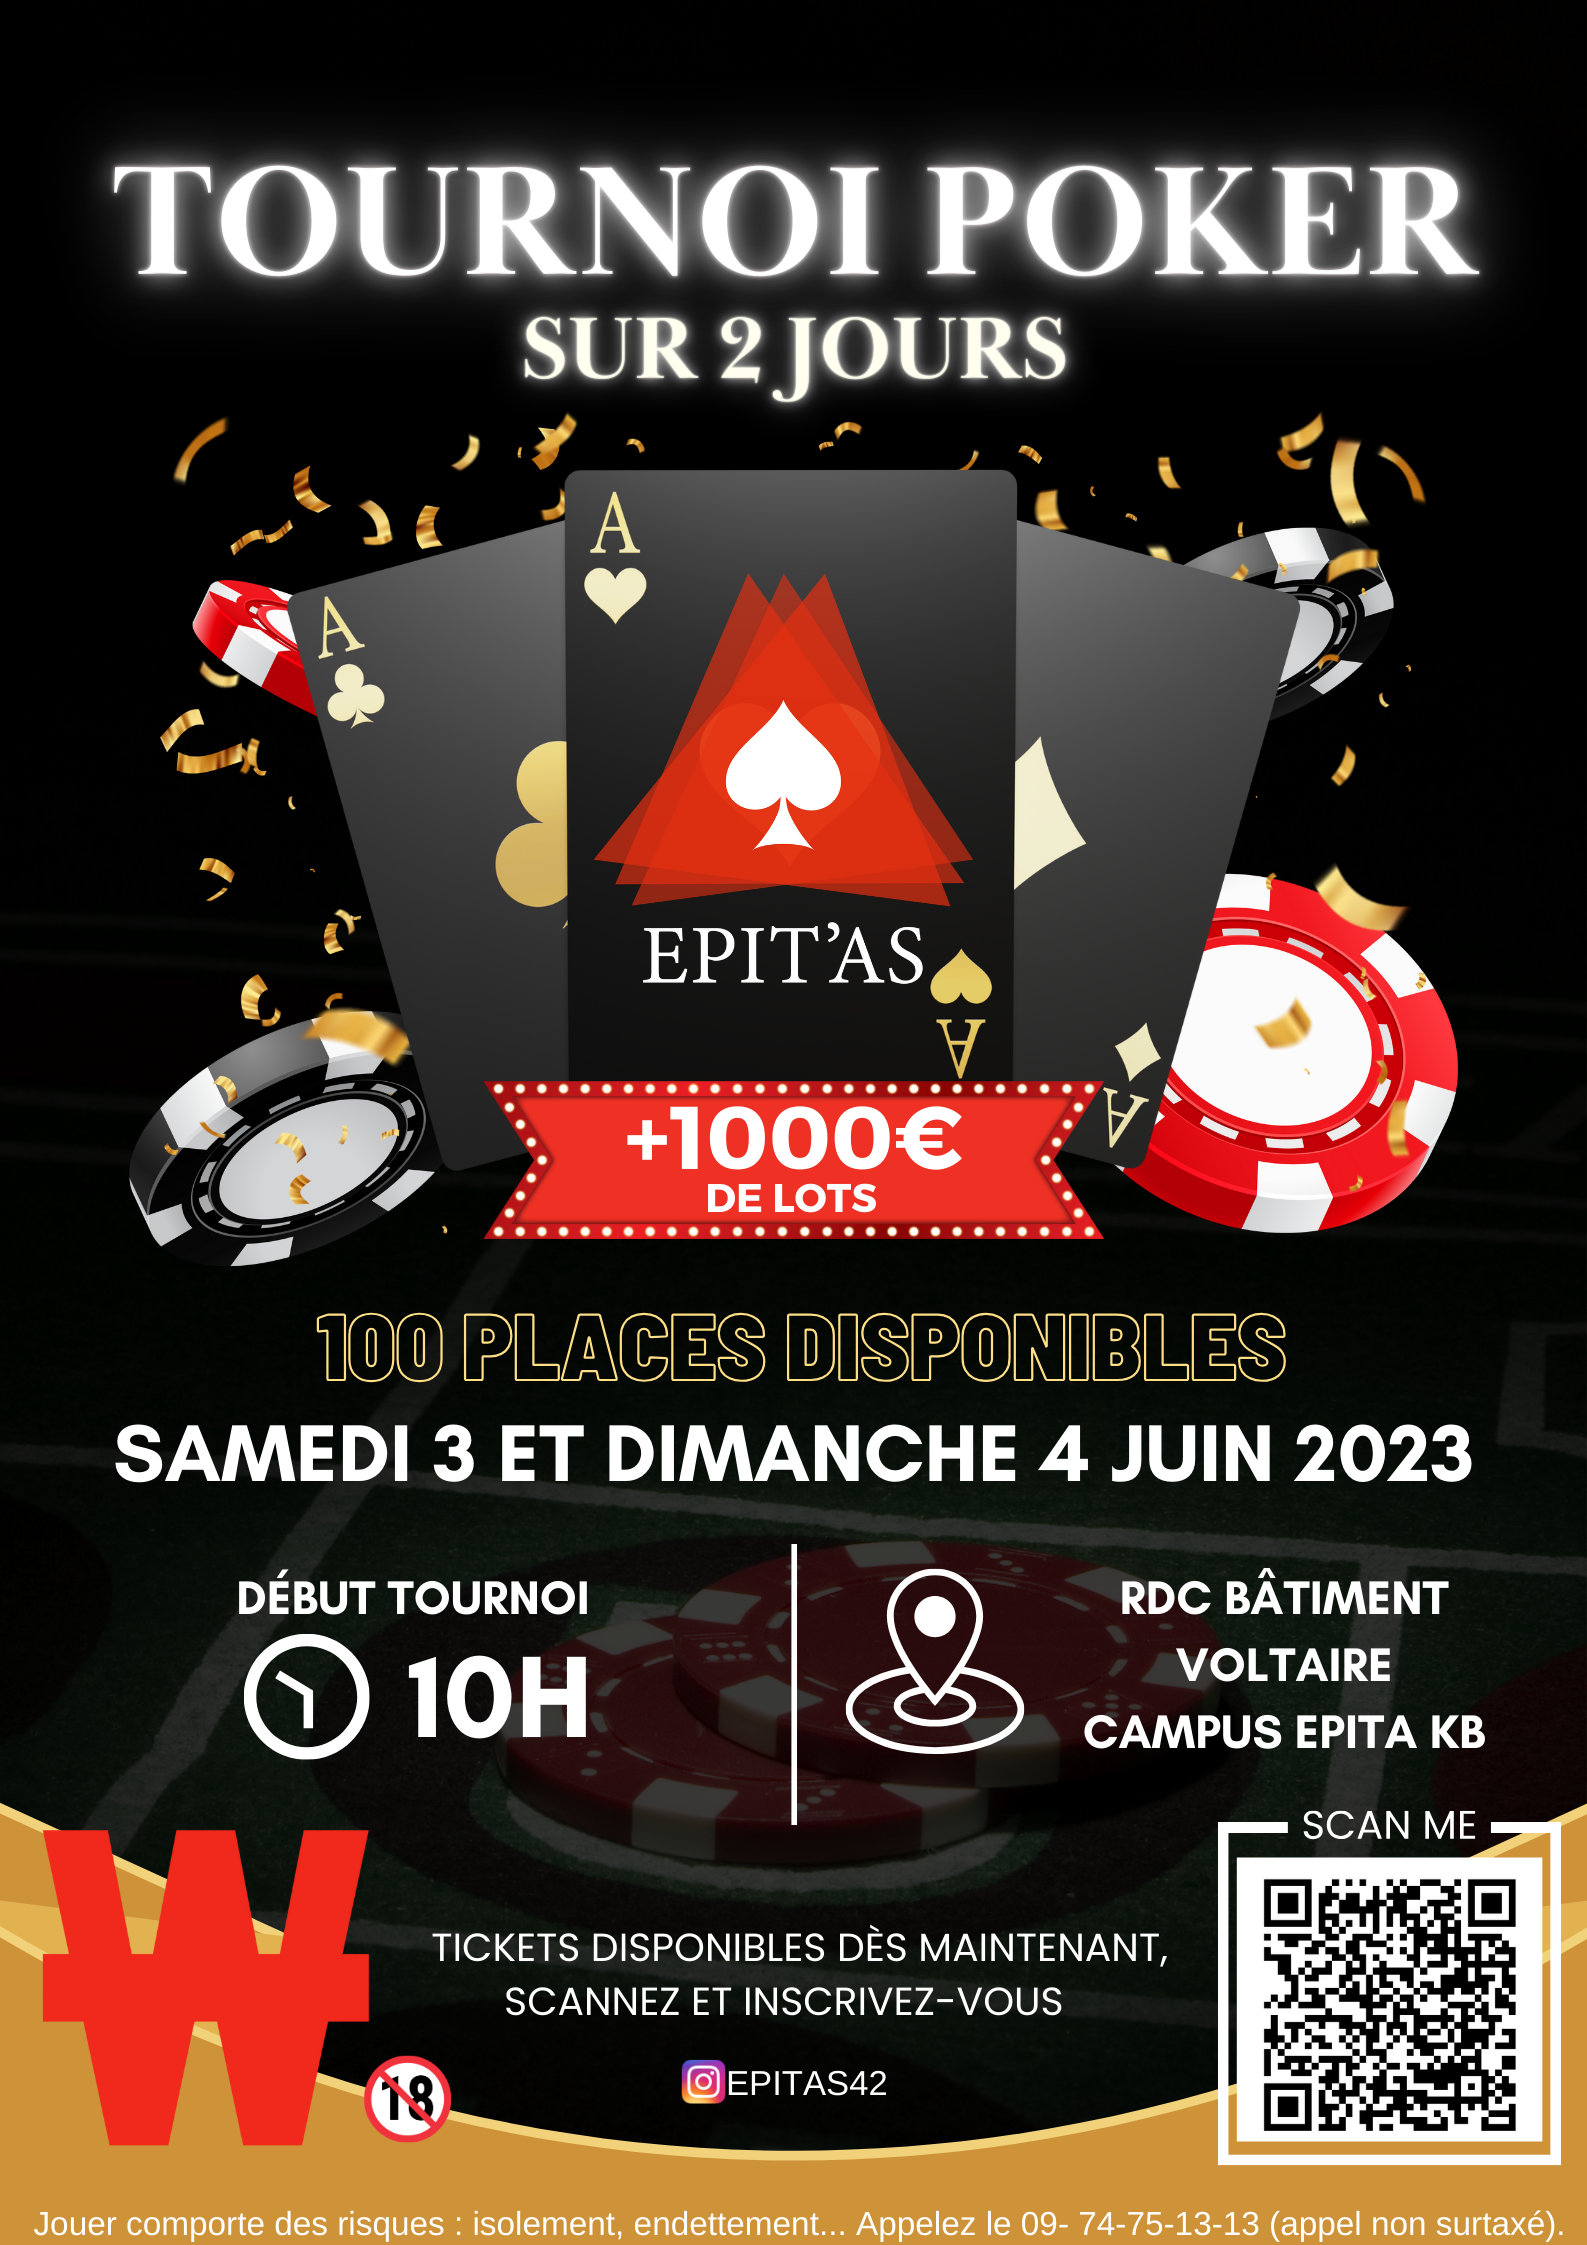 TOURNOI POKER
SUR 2 JOURS
A
A
EPIT'AS
A
A
+1000€
DE LOTS
100 PLACES DISPONIBLES
SAMEDI 3 ET DIMANCHE 4 JUIN 2023
DÉBUT TOURNOI
10H
RDC BÂTIMENT
VOLTAIRE
CAMPUS EPITA KB
SCAN ME
W
TICKETS DISPONIBLES DÈS MAINTENANT,
SCANNEZ ET INSCRIVEZ-VOUS
18
EPITAS42
Jouer comporte des risques : isolement, endettement... Appelez le 09- 74-75-13-13 (appel non surtaxé).